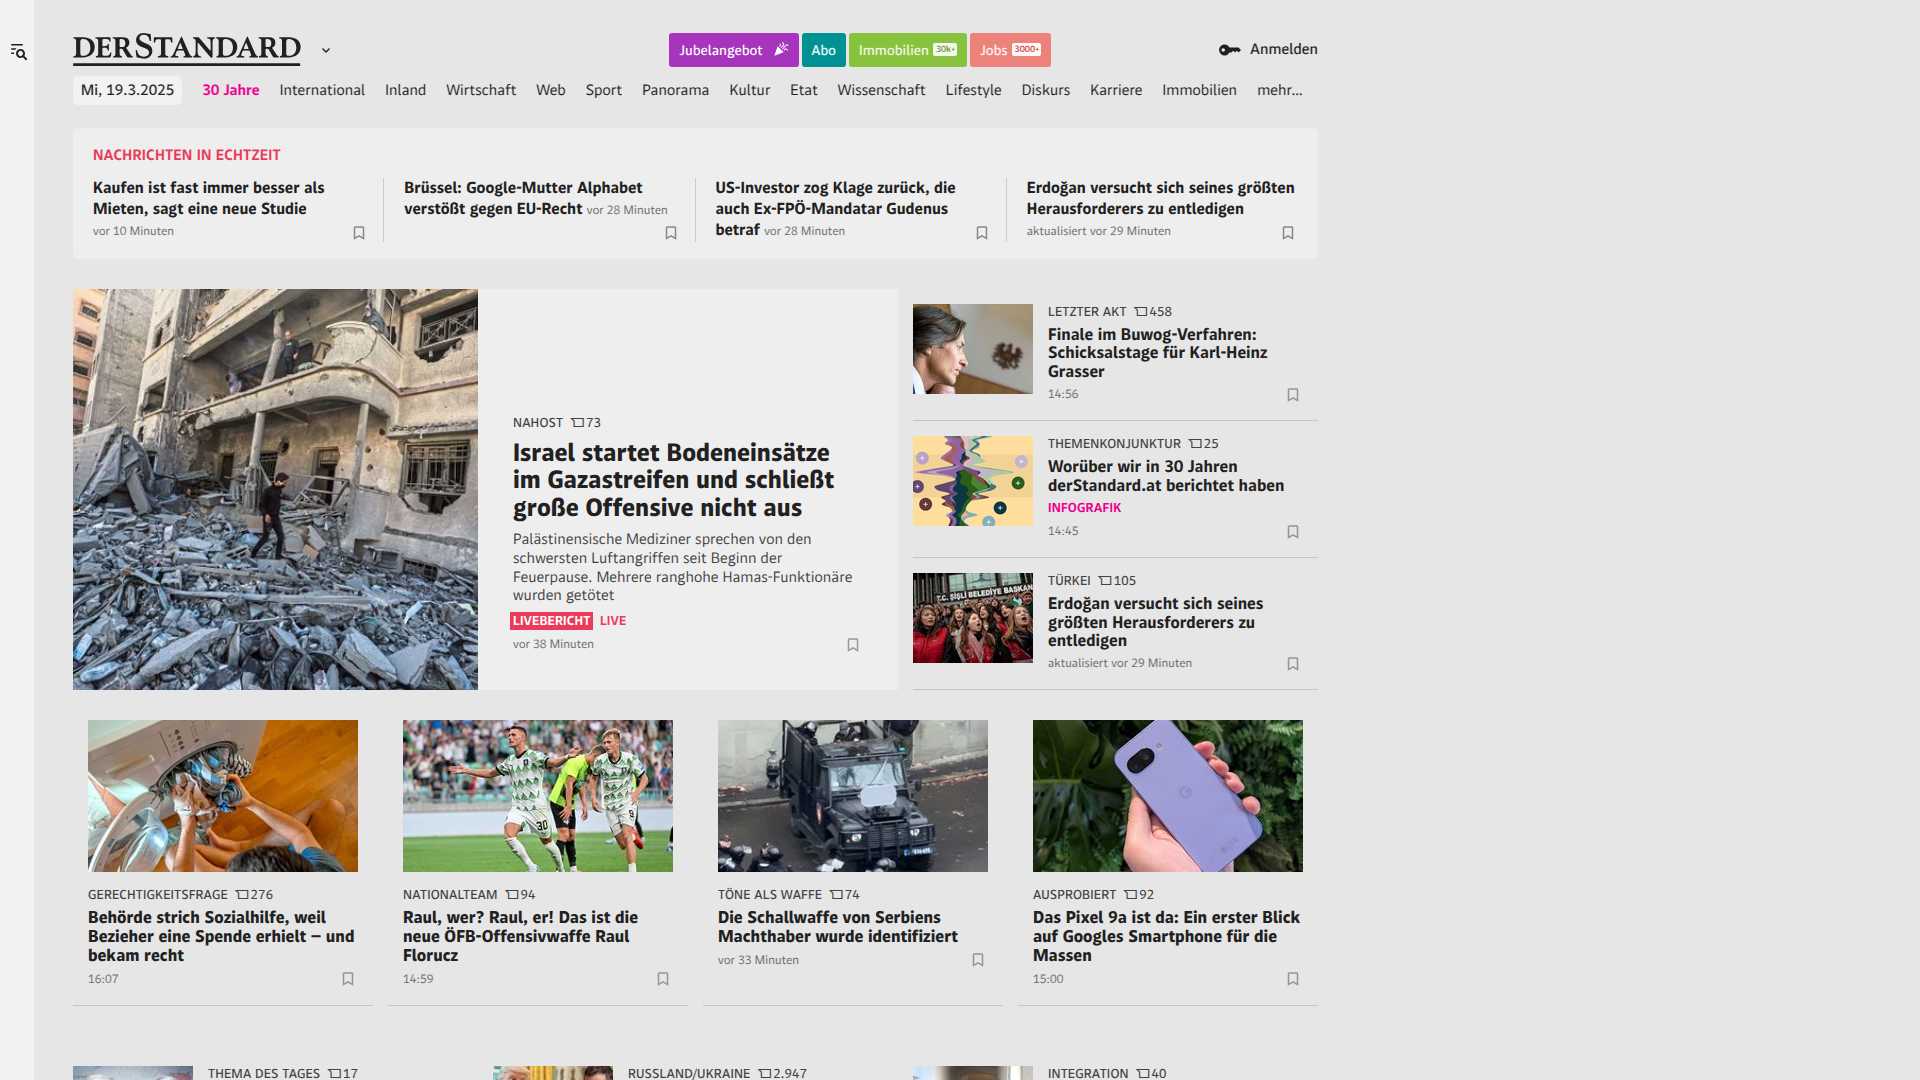 DERSTANDARD
Jubelangebot
Abo
Immobilien 30k+
Jobs 3000+
Anmelden
Mi, 19.3.2025
30 Jahre
International
Inland
Wirtschaft
Web
Sport
Panorama
Kultur
Etat
Wissenschaft
Lifestyle
Diskurs
Karriere
Immobilien
mehr...
NACHRICHTEN IN ECHTZEIT
Kaufen ist fast immer besser als
Mieten, sagt eine neue Studie
vor 10 Minuten
Brüssel: Google-Mutter Alphabet
verstößt gegen EU-Recht vor 28 Minuten
US-Investor zog Klage zurück, die
auch Ex-FPÖ-Mandatar Gudenus
betraf vor 28 Minuten
Erdoğan versucht sich seines größten
Herausforderers zu entledigen
aktualisiert vor 29 Minuten
NAHOST 73
Israel startet Bodeneinsätze
im Gazastreifen und schließt
große Offensive nicht aus
Palästinensische Mediziner sprechen von den
schwersten Luftangriffen seit Beginn der
Feuerpause. Mehrere ranghohe Hamas-Funktionäre
wurden getötet
LIVEBERICHT LIVE
vor 38 Minuten
LETZTER AKT 458
Finale im Buwog-Verfahren:
Schicksalstage für Karl-Heinz
Grasser
14:56
THEMENKONJUNKTUR 25
Worüber wir in 30 Jahren
derStandard.at berichtet haben
INFOGRAFIK
14:45
T.C. ŞİŞLİ BELEDİYE BAŞKAN
TÜRKEI 105
Erdoğan versucht sich seines
größten Herausforderers zu
entledigen
aktualisiert vor 29 Minuten
30
9
GERECHTIGKEITSFRAGE 276
Behörde strich Sozialhilfe, weil
Bezieher eine Spende erhielt – und
bekam recht
16:07
NATIONALTEAM 94
Raul, wer? Raul, er! Das ist die
neue ÖFB-Offensivwaffe Raul
Florucz
14:59
TÖNE ALS WAFFE 74
Die Schallwaffe von Serbiens
Machthaber wurde identifiziert
vor 33 Minuten
AUSPROBIERT 92
Das Pixel 9a ist da: Ein erster Blick
auf Googles Smartphone für die
Massen
15:00
THEMA DES TAGES 17
RUSSLAND/UKRAINE 2.947
INTEGRATION 40